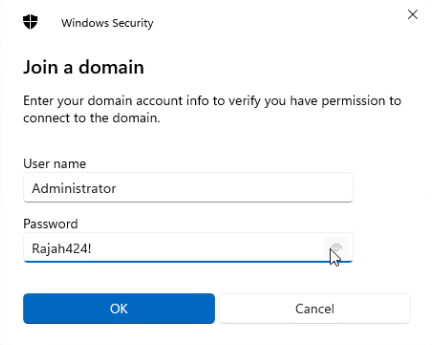 Windows Security
Join a domain
Enter your domain account info to verify you have permission to
connect to the domain.
User name
Administrator
Password
Rajah424!
OK
Cancel